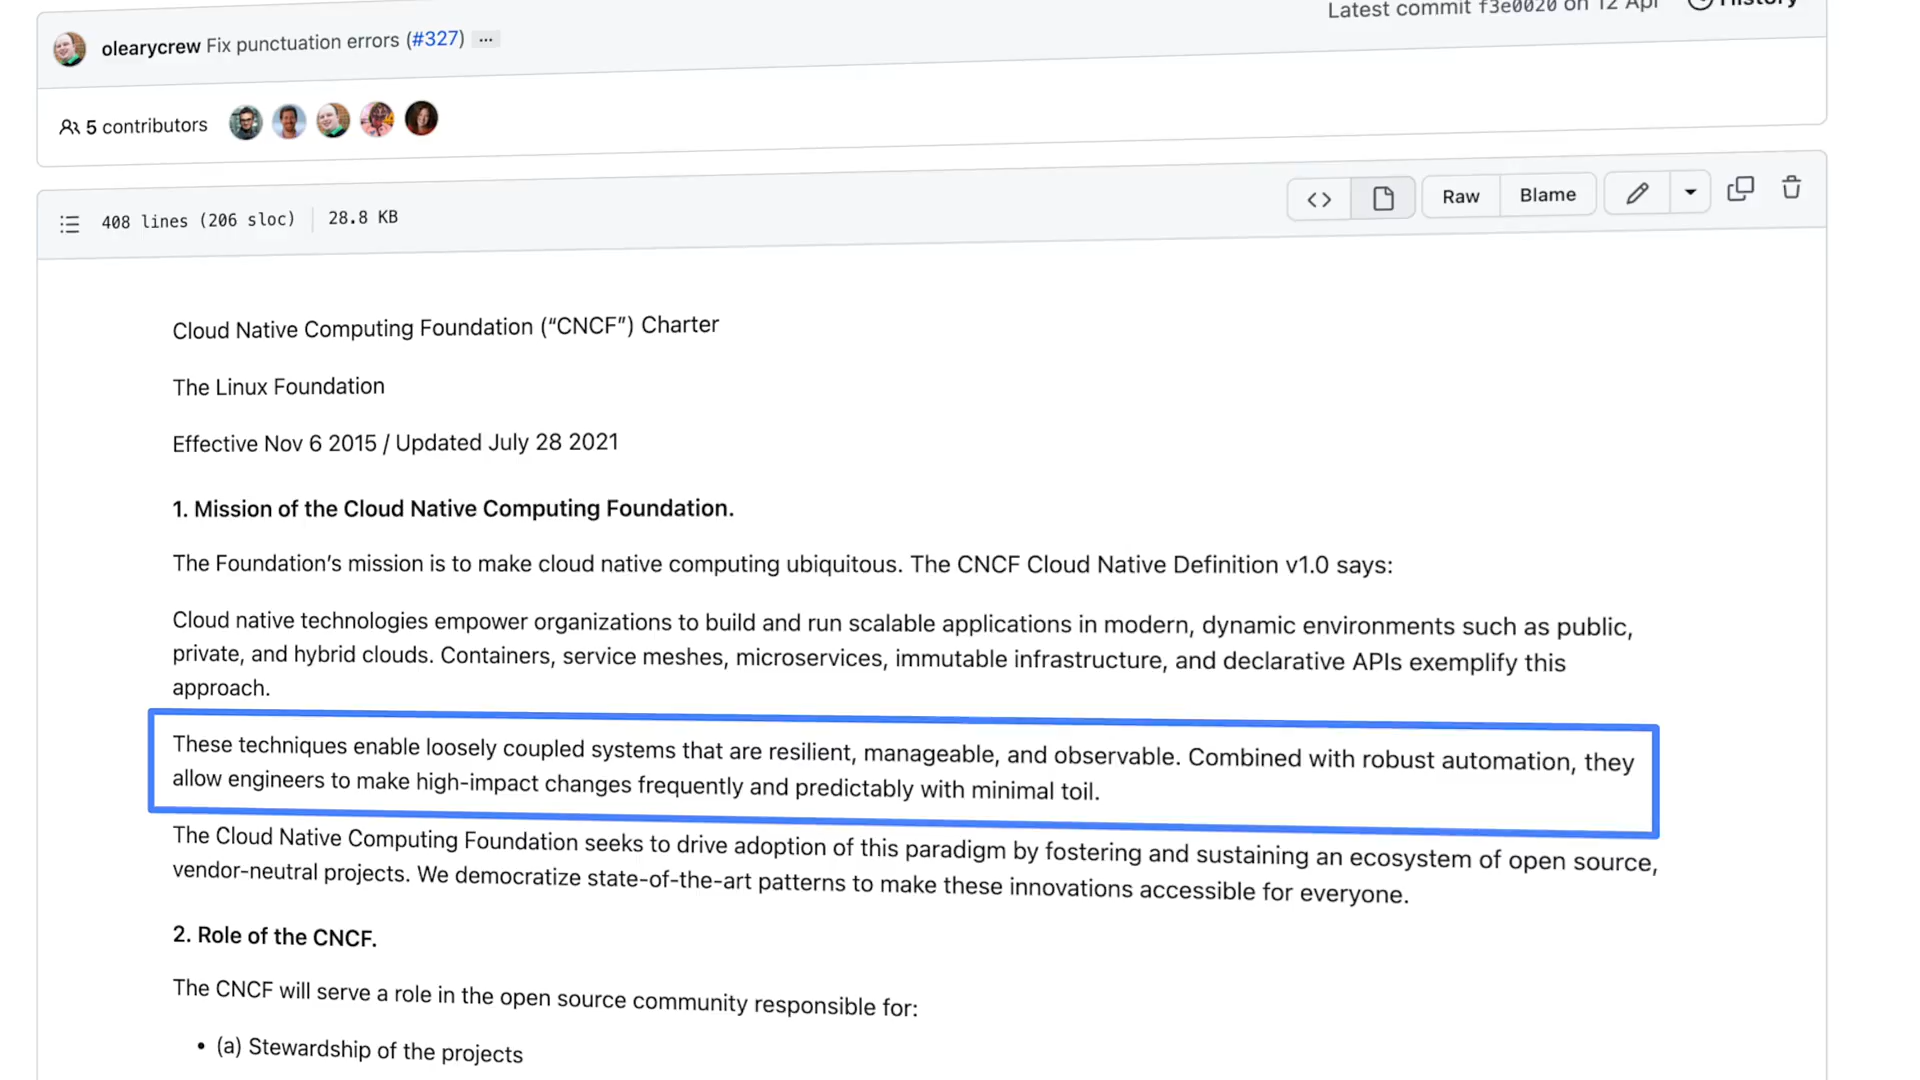 Latest commit f3e0020 on 12 Apr
History
olearycrew Fix punctuation errors (#327) ...
5 contributors
408 lines (206 sloc) 28.8 KB
Raw
Blame
Cloud Native Computing Foundation (“CNCF”) Charter
The Linux Foundation
Effective Nov 6 2015 / Updated July 28 2021
1. Mission of the Cloud Native Computing Foundation.
The Foundation’s mission is to make cloud native computing ubiquitous. The CNCF Cloud Native Definition v1.0 says:
Cloud native technologies empower organizations to build and run scalable applications in modern, dynamic environments such as public,
private, and hybrid clouds. Containers, service meshes, microservices, immutable infrastructure, and declarative APIs exemplify this
approach.
These techniques enable loosely coupled systems that are resilient, manageable, and observable. Combined with robust automation, they
allow engineers to make high-impact changes frequently and predictably with minimal toil.
The Cloud Native Computing Foundation seeks to drive adoption of this paradigm by fostering and sustaining an ecosystem of open source,
vendor-neutral projects. We democratize state-of-the-art patterns to make these innovations accessible for everyone.
2. Role of the CNCF.
The CNCF will serve a role in the open source community responsible for:
• (a) Stewardship of the projects